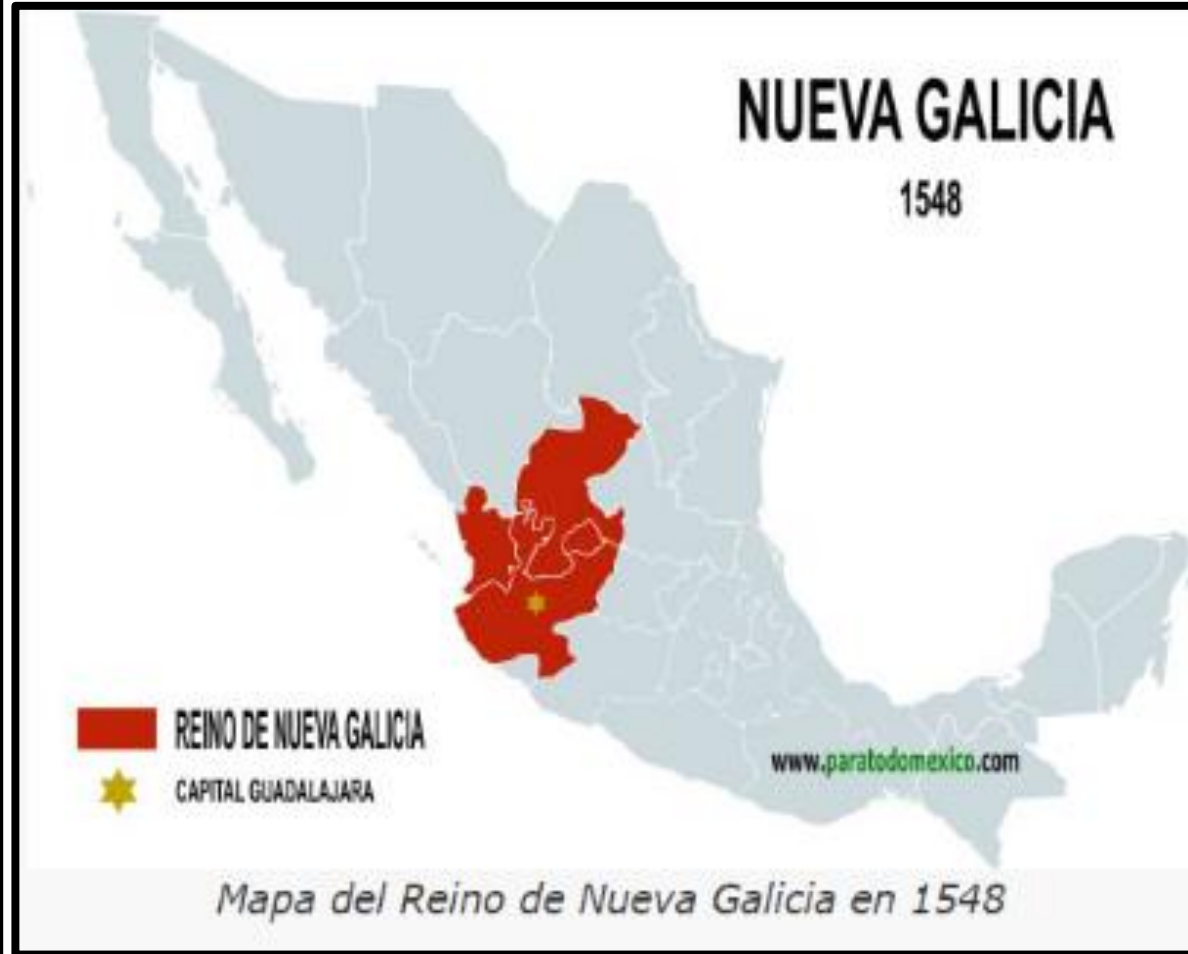 NUEVA GALICIA
1548
REINO DE NUEVA GALICIA
CAPITAL GUADALAJARA
www.paratodomexico.com
Mapa del Reino de Nueva Galicia en 1548